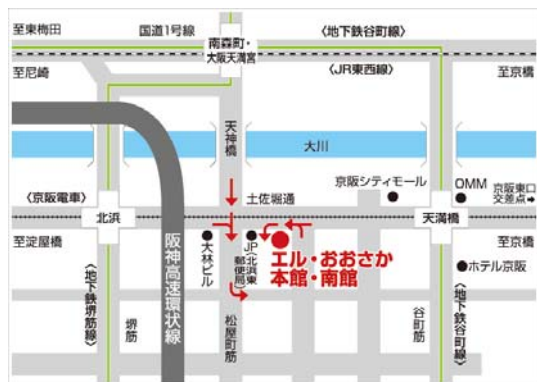 至東梅田
国道1号線
南森町・
大阪天満宮
〈地下鉄谷町線〉
至尼崎
〈JR東西線〉
至京橋
天神橋
大川
京阪シティモール
OMM
京阪東口
交差点➡
〈京阪電車〉
北浜
土佐堀通
天満橋
至淀屋橋
阪神高速環状線
大林ビル
JP(北浜東
郵便局)
エル・おおさか
本館・南館
至京橋
ホテル京阪
〈地下鉄堺筋線〉
堺筋
松屋町筋
谷町筋
〈地下鉄谷町線〉